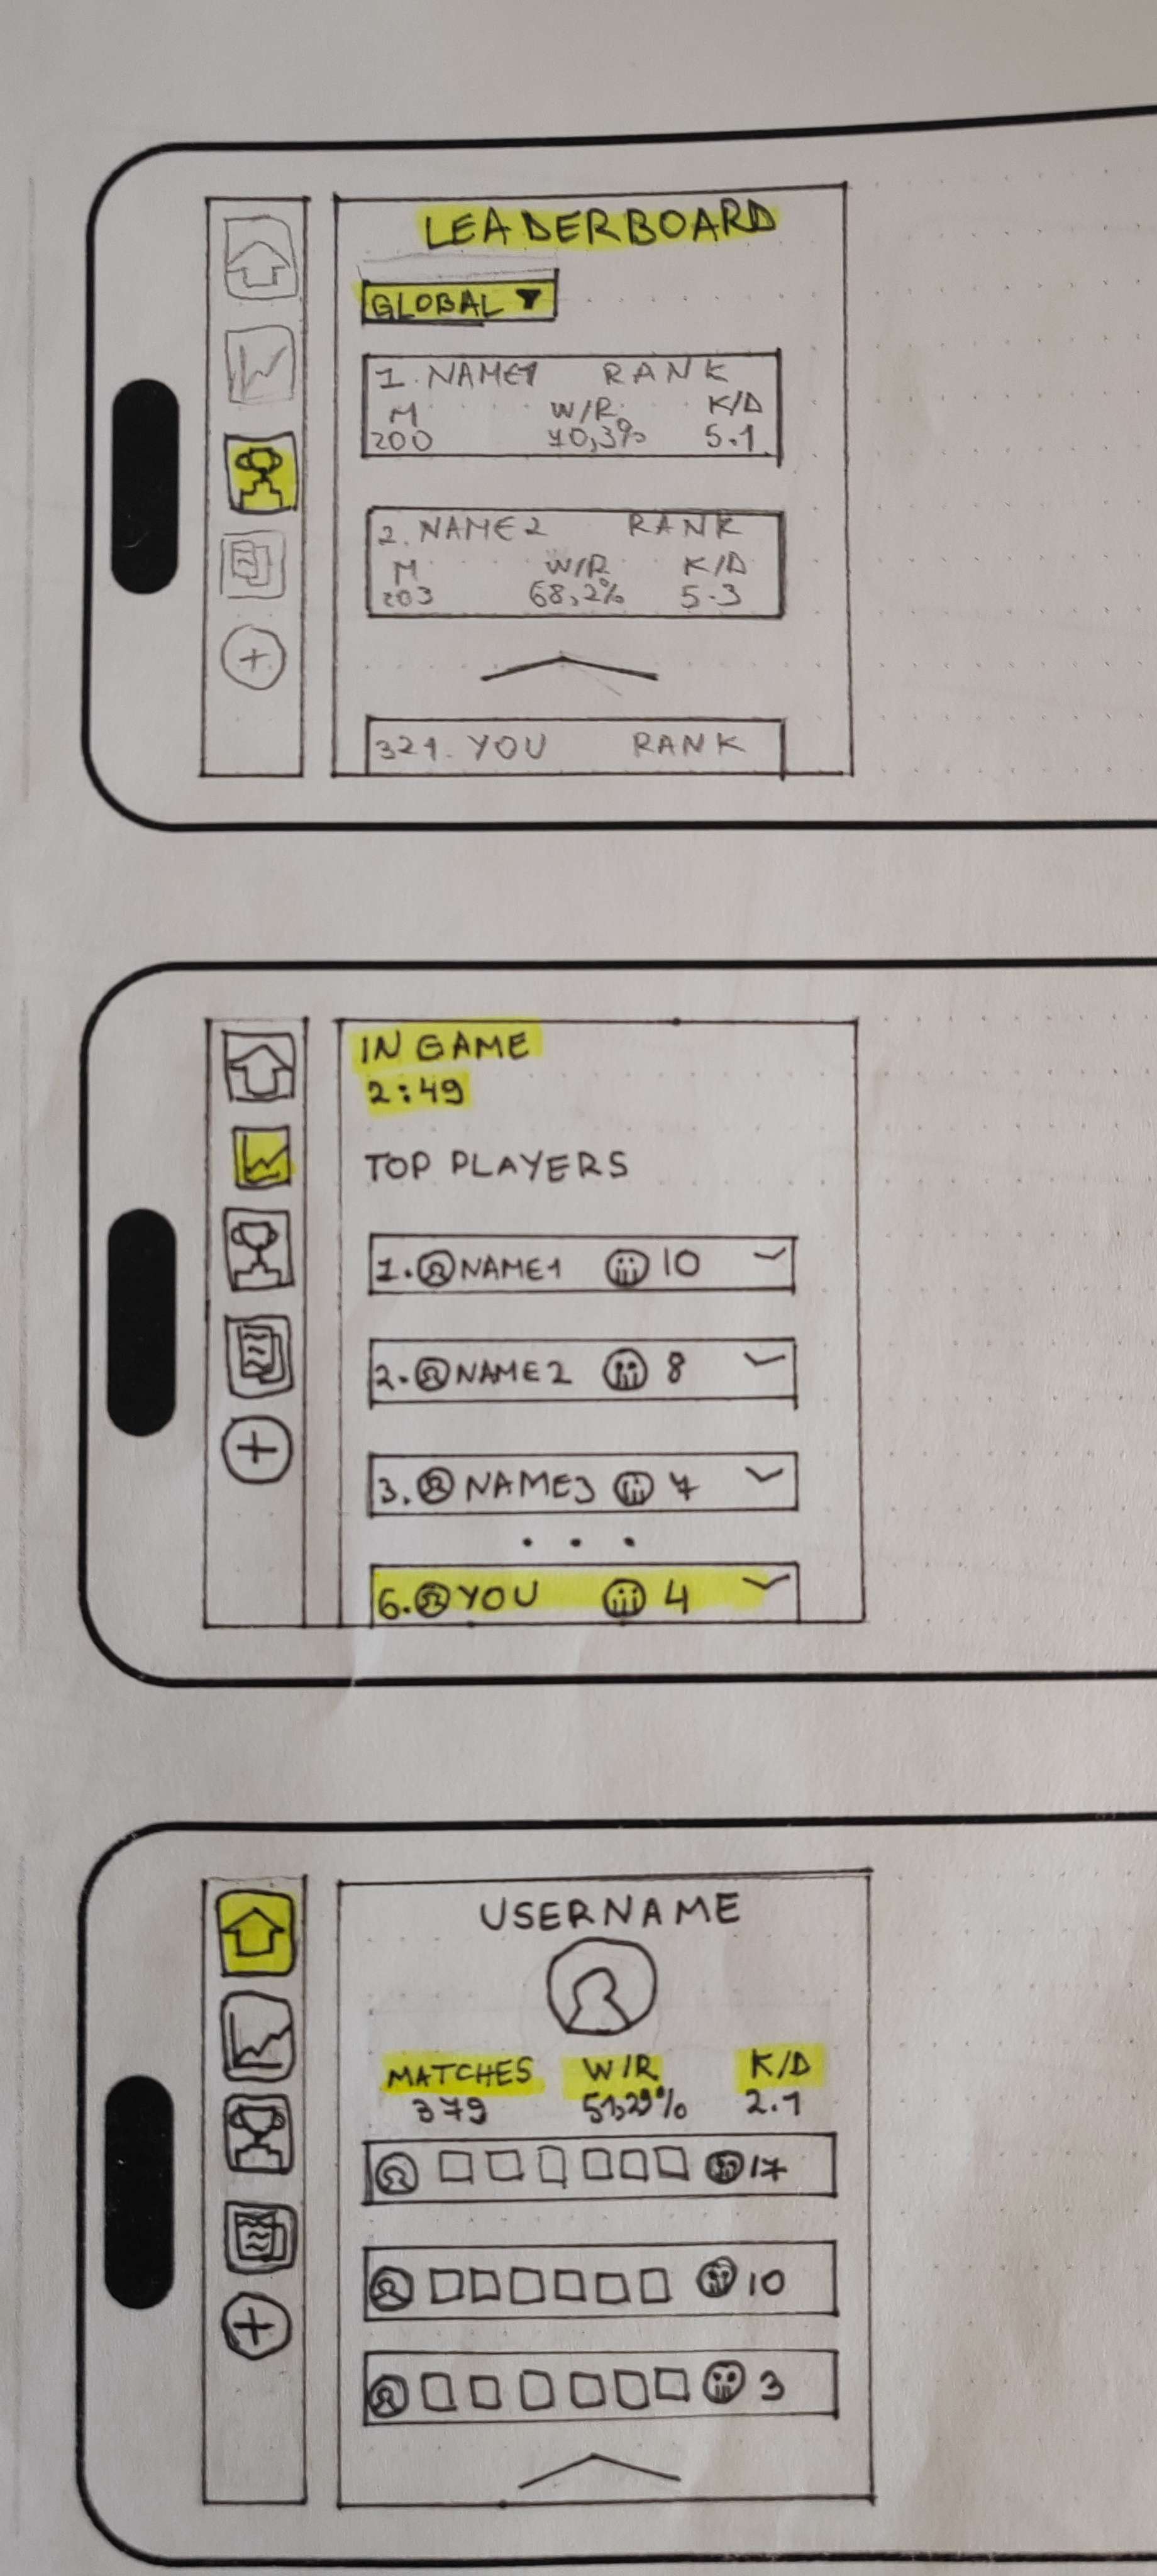 LEADERBOARD
GLOBAL
1. NAME1 RANK
M W/R K/D
200 70,3% 5.1
2. NAME2 RANK
M W/R K/D
203 68,2% 5.3
321. YOU RANK
IN GAME
2:49
TOP PLAYERS
1. NAME1 10
2. NAME2 8
3. NAME3 7
6. YOU 4
USERNAME
MATCHES W/R K/D
379 51,29% 2.1
17
10
3